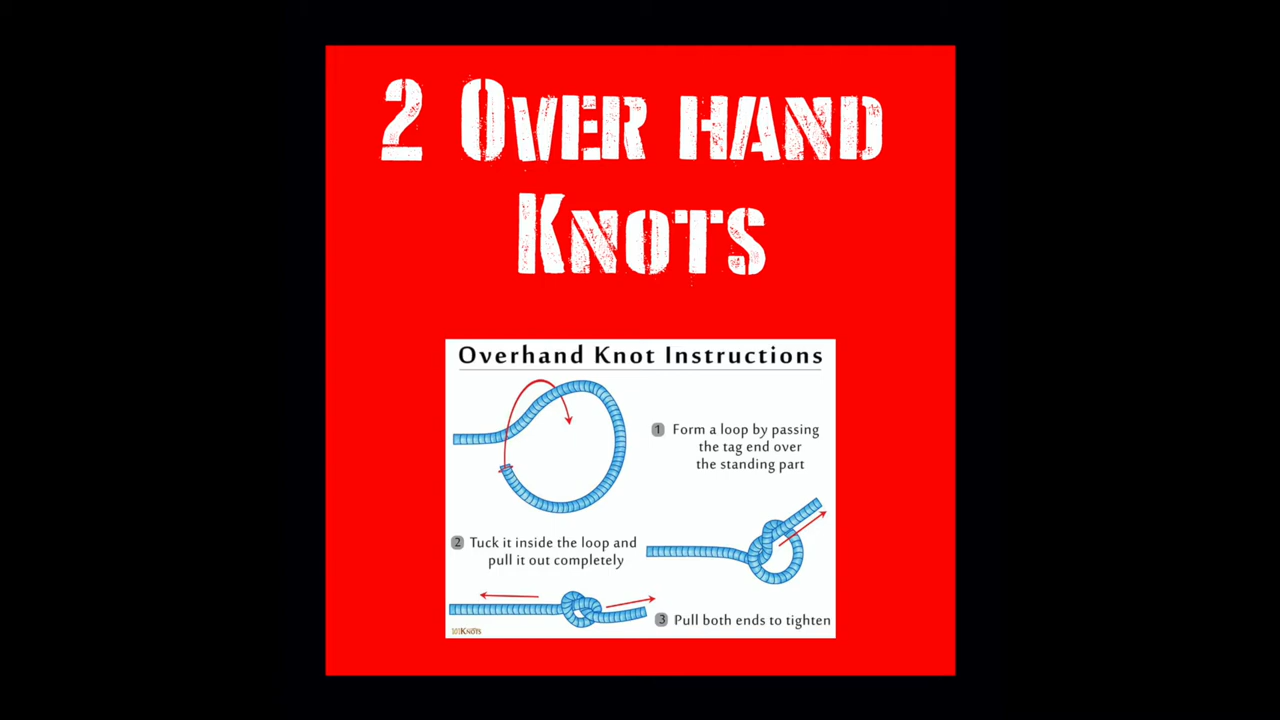 2 Over hand
Knots
Overhand Knot Instructions
1 Form a loop by passing
the tag end over
the standing part
2 Tuck it inside the loop and
pull it out completely
3 Pull both ends to tighten
101Knots